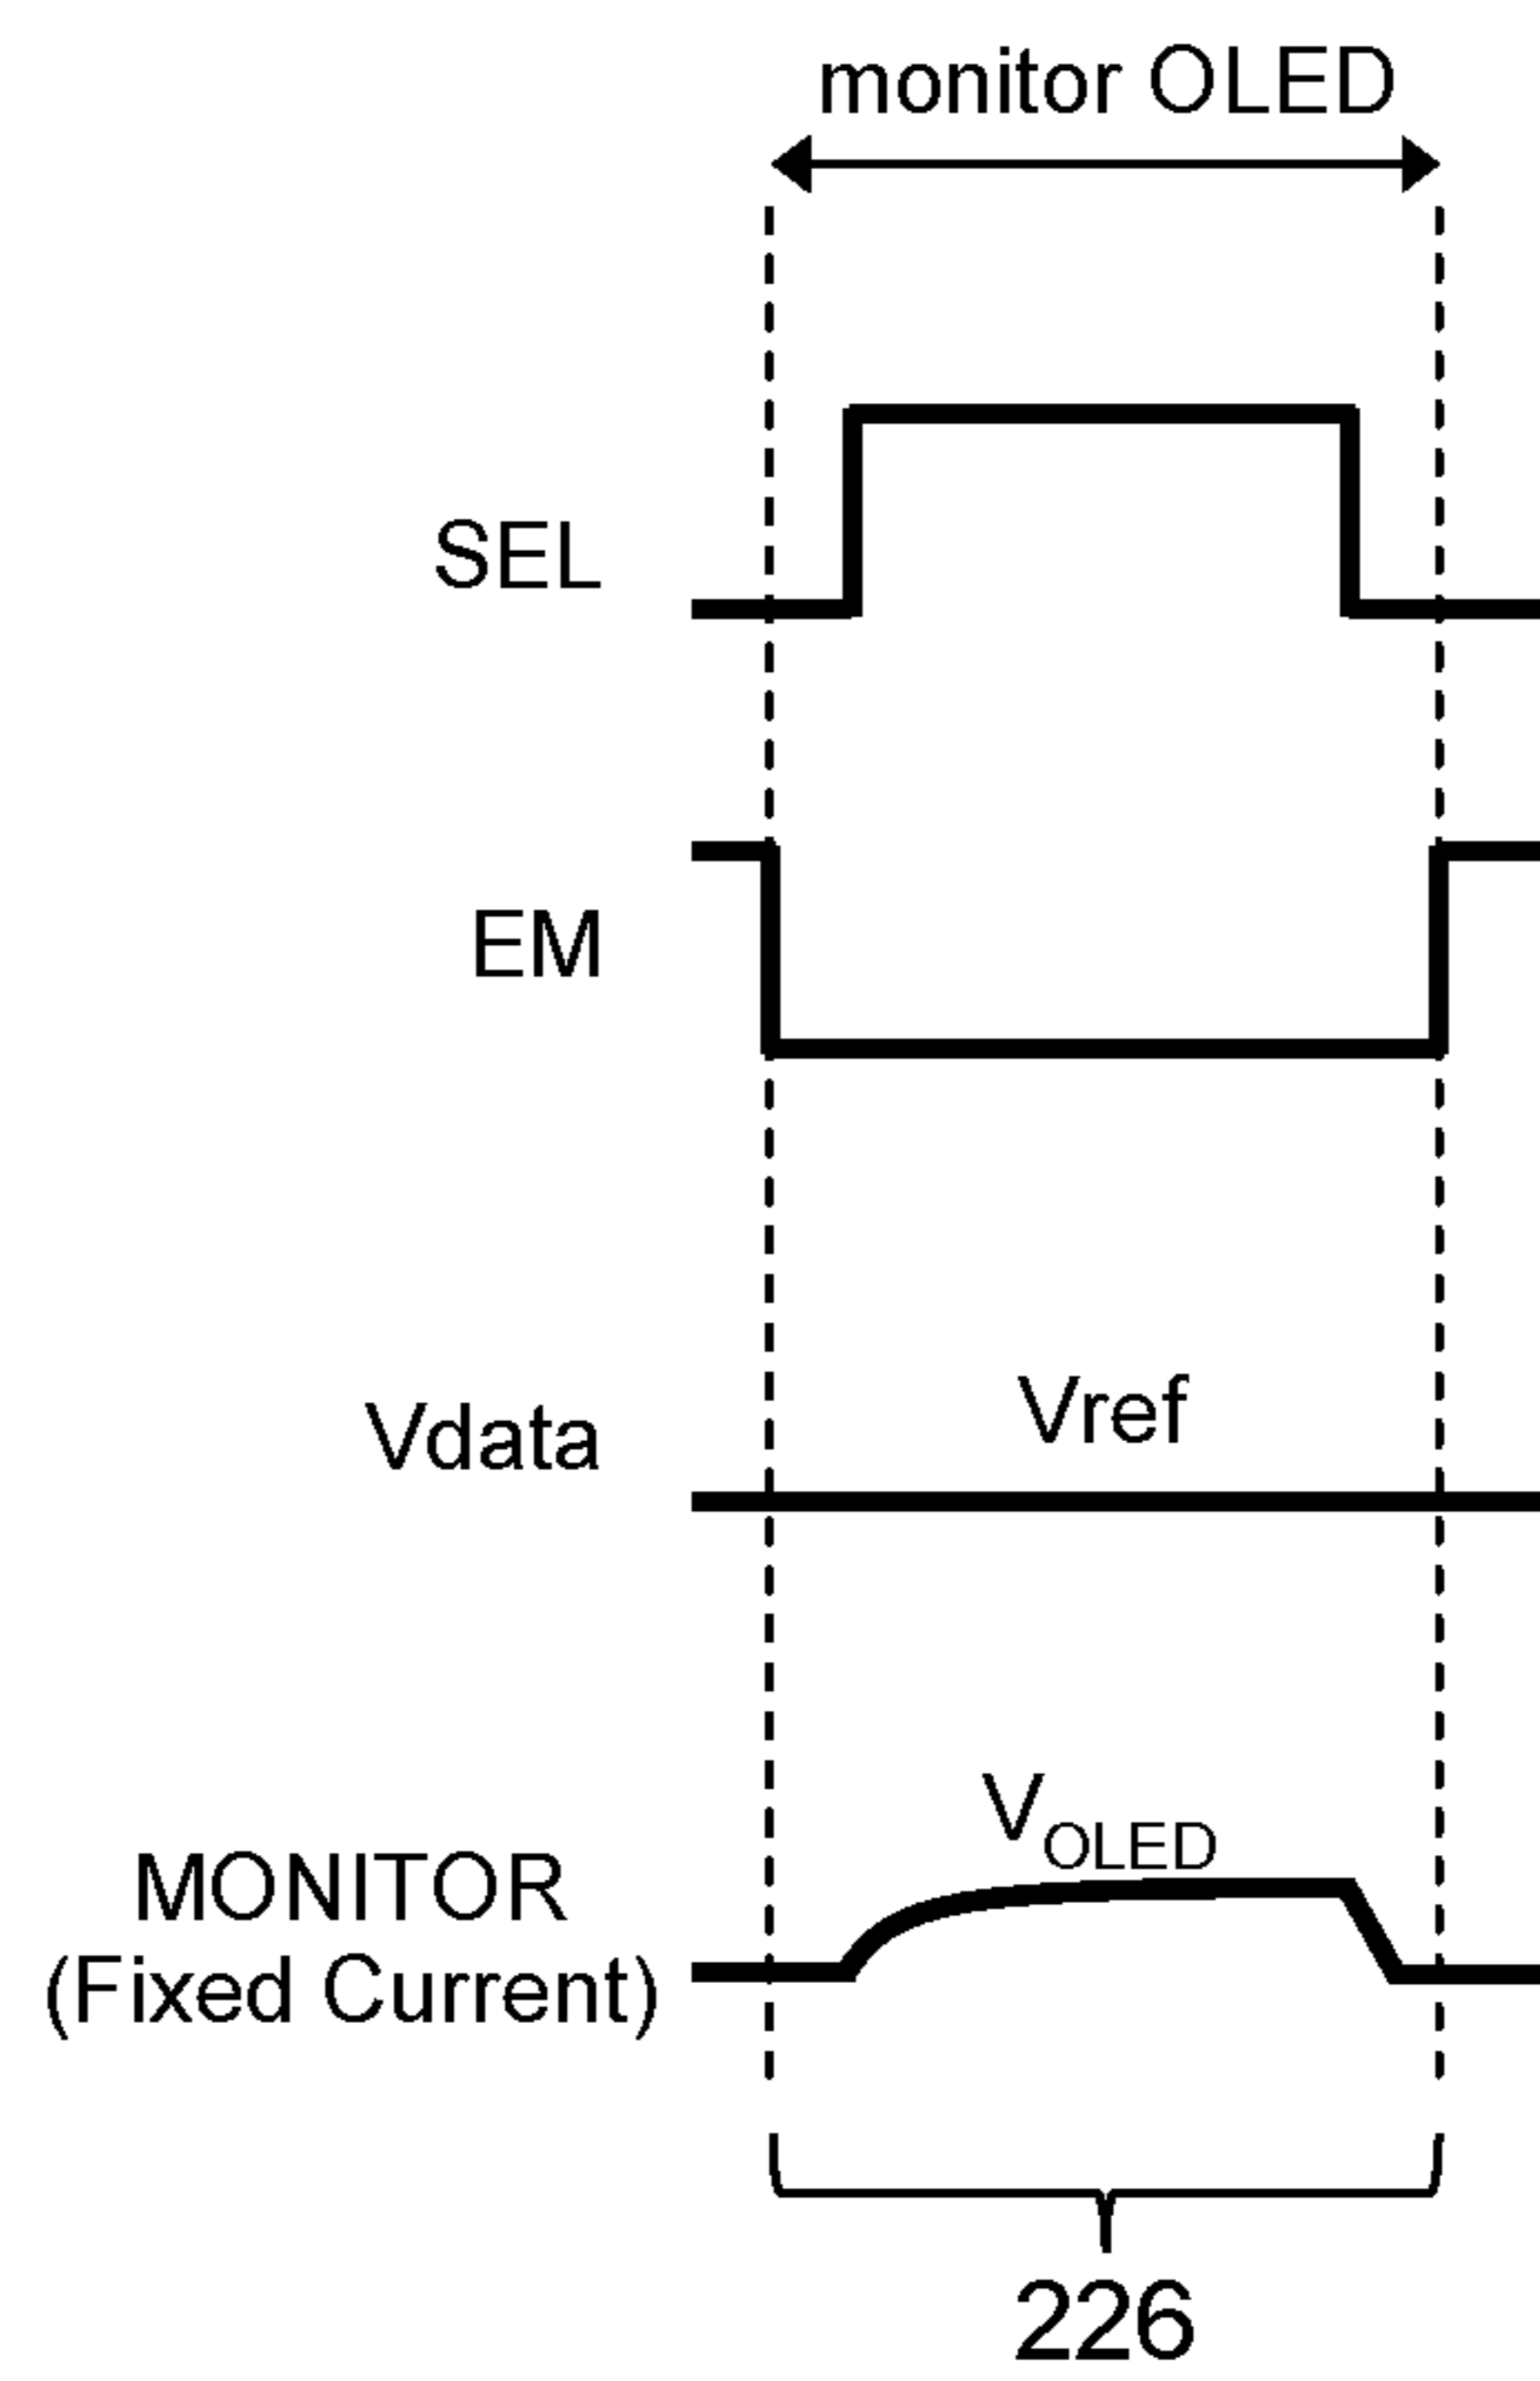 monitor OLED
SEL
EM
Vref
Vdata
VOLED
MONITOR
(Fixed Current)
226